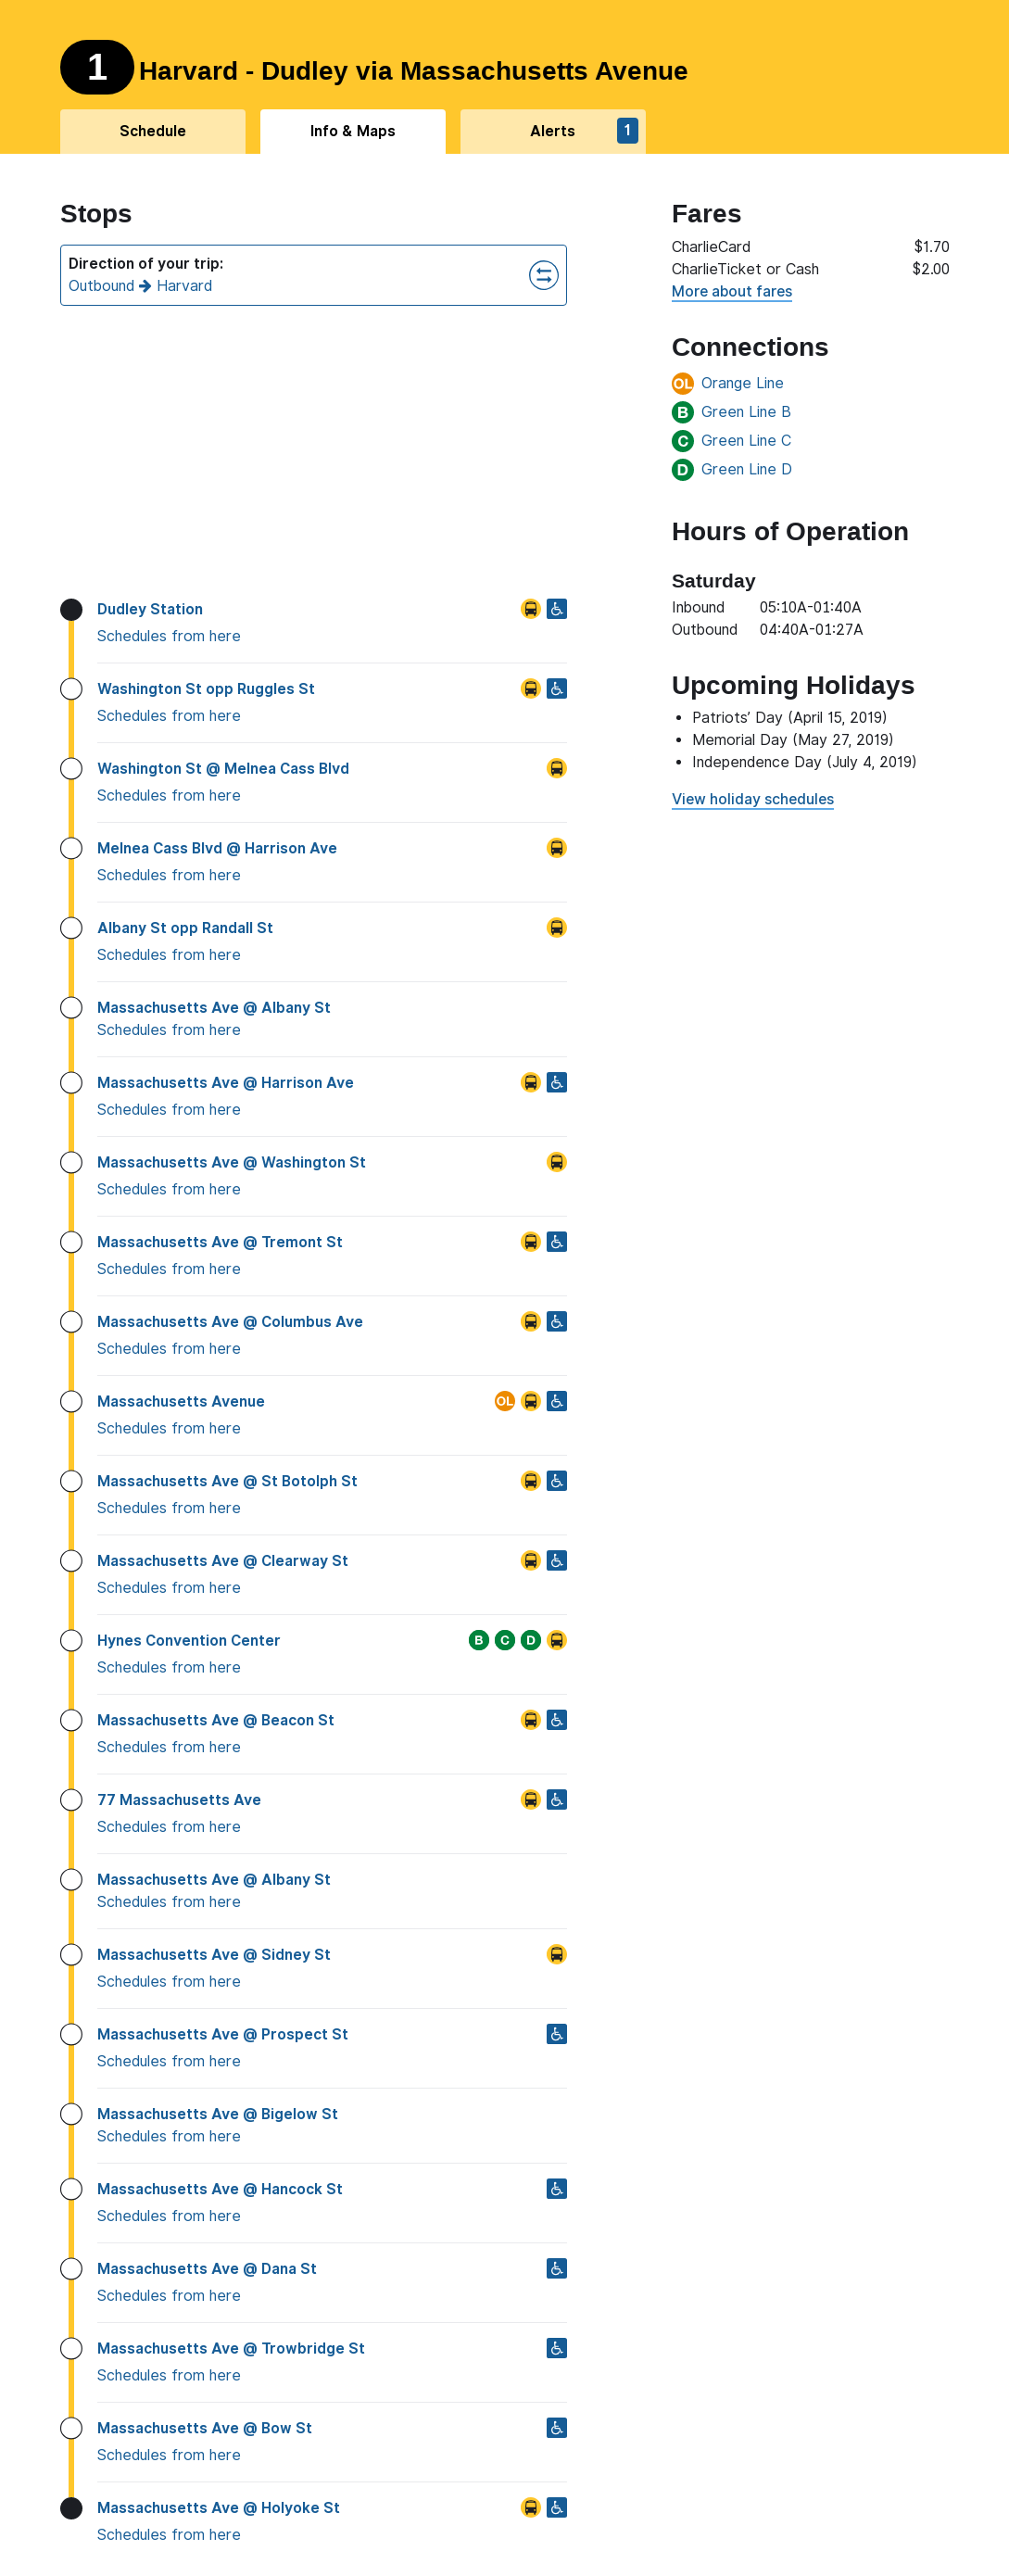 1 Harvard - Dudley via Massachusetts Avenue
Schedule
Info & Maps
Alerts 1
Stops
Direction of your trip:
Outbound → Harvard
Dudley Station
Schedules from here
Washington St opp Ruggles St
Schedules from here
Washington St @ Melnea Cass Blvd
Schedules from here
Melnea Cass Blvd @ Harrison Ave
Schedules from here
Albany St opp Randall St
Schedules from here
Massachusetts Ave @ Albany St
Schedules from here
Massachusetts Ave @ Harrison Ave
Schedules from here
Massachusetts Ave @ Washington St
Schedules from here
Massachusetts Ave @ Tremont St
Schedules from here
Massachusetts Ave @ Columbus Ave
Schedules from here
Massachusetts Avenue OL
Schedules from here
Massachusetts Ave @ St Botolph St
Schedules from here
Massachusetts Ave @ Clearway St
Schedules from here
Hynes Convention Center B C D
Schedules from here
Massachusetts Ave @ Beacon St
Schedules from here
77 Massachusetts Ave
Schedules from here
Massachusetts Ave @ Albany St
Schedules from here
Massachusetts Ave @ Sidney St
Schedules from here
Massachusetts Ave @ Prospect St
Schedules from here
Massachusetts Ave @ Bigelow St
Schedules from here
Massachusetts Ave @ Hancock St
Schedules from here
Massachusetts Ave @ Dana St
Schedules from here
Massachusetts Ave @ Trowbridge St
Schedules from here
Massachusetts Ave @ Bow St
Schedules from here
Massachusetts Ave @ Holyoke St
Schedules from here
Fares
CharlieCard $1.70
CharlieTicket or Cash $2.00
More about fares
Connections
OL Orange Line
B Green Line B
C Green Line C
D Green Line D
Hours of Operation
Saturday
Inbound 05:10A-01:40A
Outbound 04:40A-01:27A
Upcoming Holidays
• Patriots’ Day (April 15, 2019)
• Memorial Day (May 27, 2019)
• Independence Day (July 4, 2019)
View holiday schedules